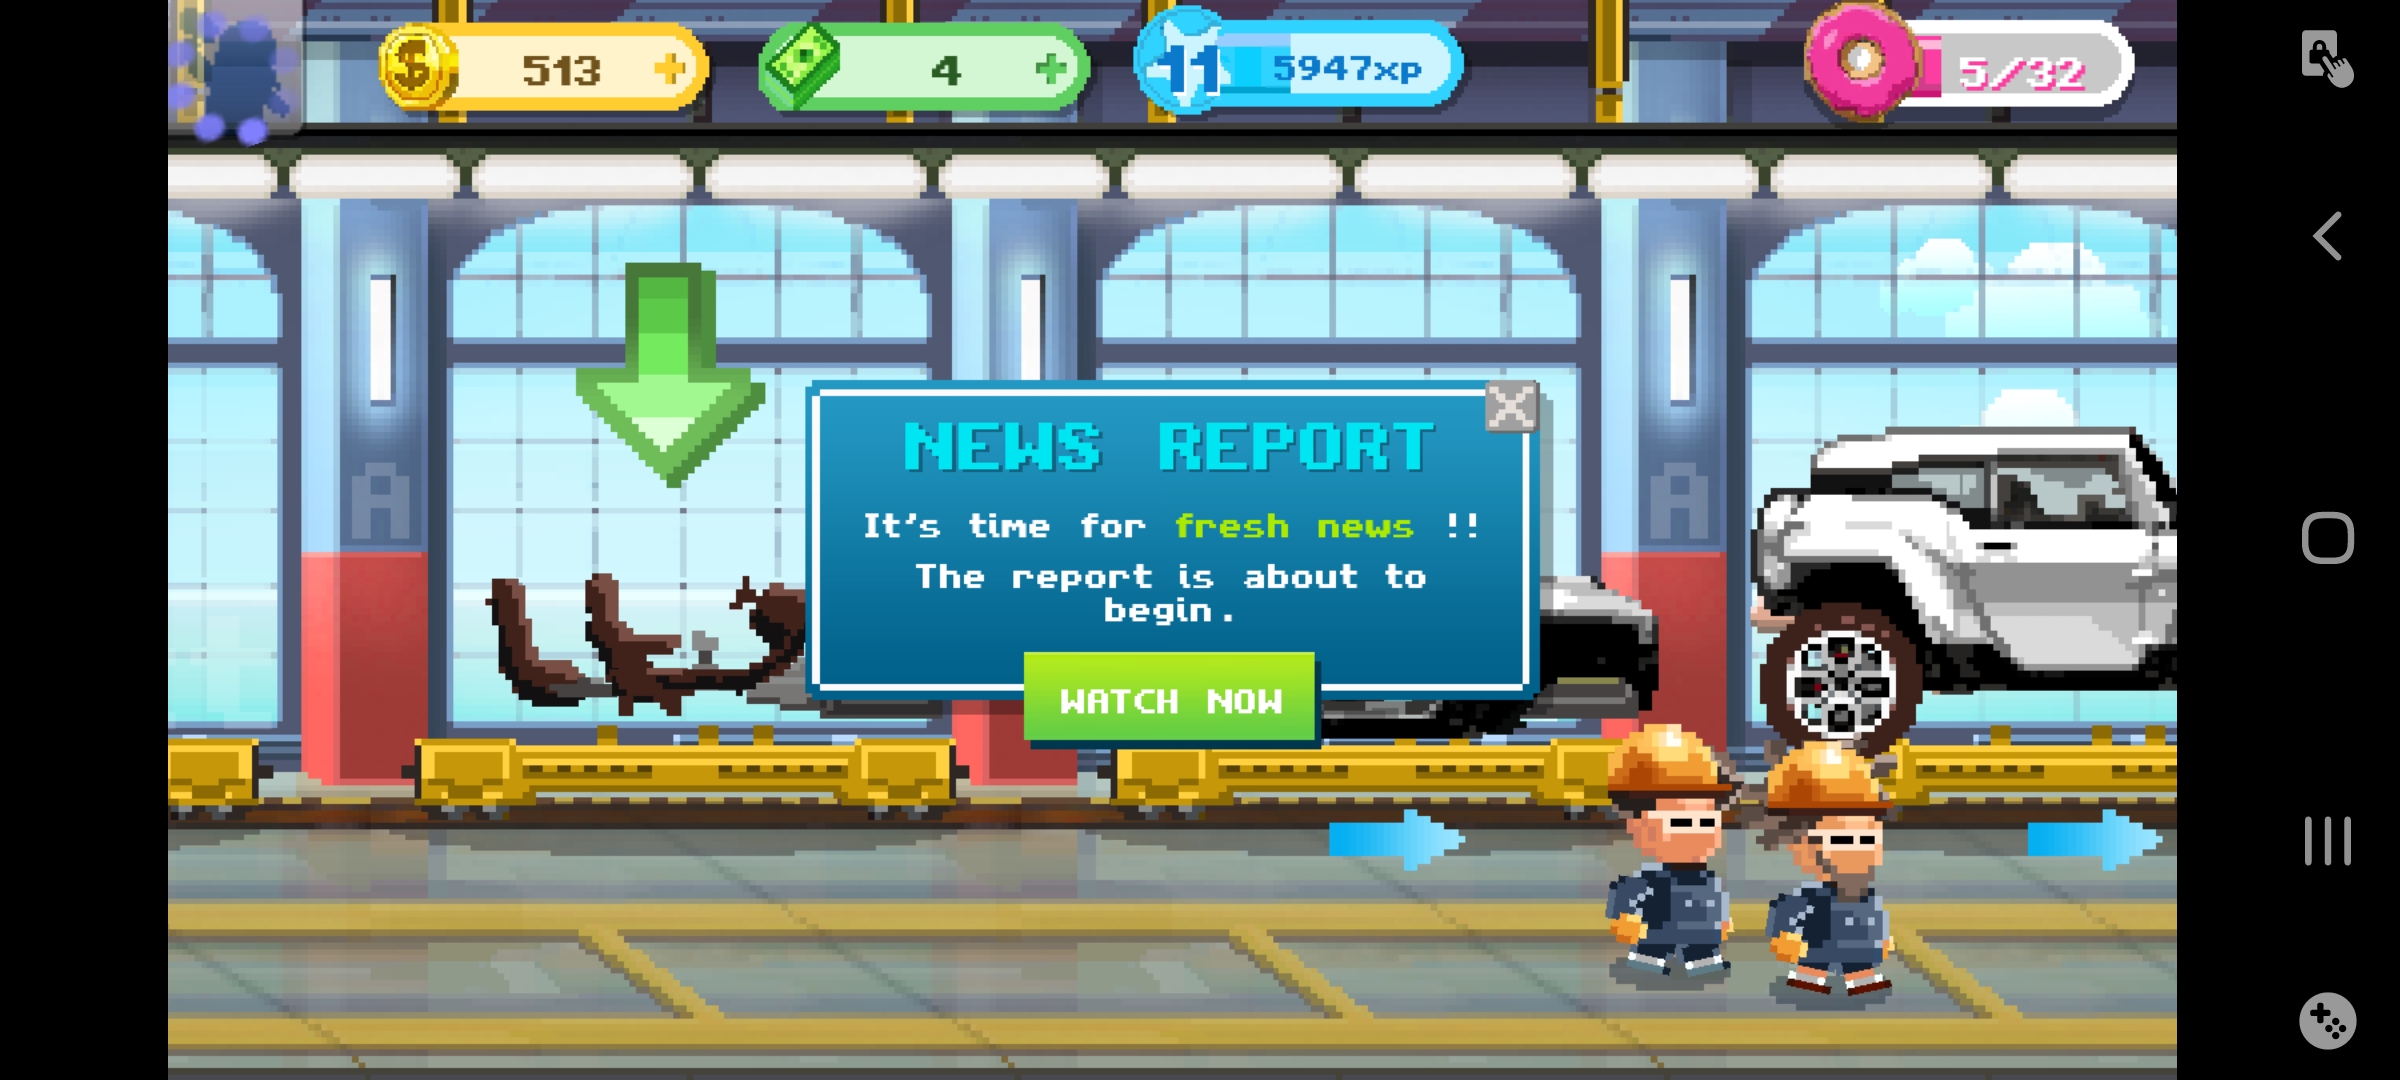 513 +
4 +
11 5947xp
5/32
A
A
NEWS REPORT
It's time for fresh news !!
The report is about to
begin.
WATCH NOW